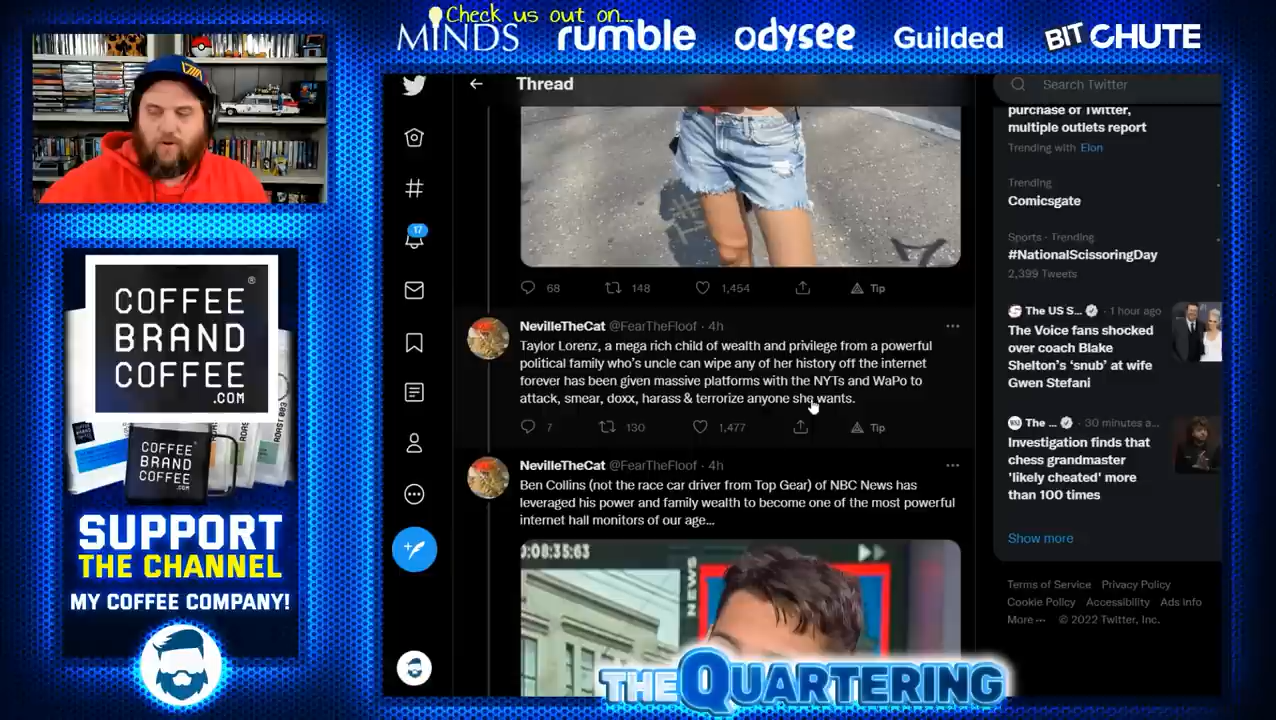 Check us out on...
MINDS
rumble
odysee
Guilded
BIT CHUTE
COFFEE
BRAND
COFFEE
.COM
COFFEE
BRAND
COFFEE
.COM
SUPPORT
THE CHANNEL
MY COFFEE COMPANY!
Thread
17
68
148
1,454
Tip
NevilleTheCat @FearTheFloof · 4h
Taylor Lorenz, a mega rich child of wealth and privilege from a powerful
political family who's uncle can wipe any of her history off the internet
forever has been given massive platforms with the NYTs and WaPo to
attack, smear, doxx, harass & terrorize anyone she wants.
7
130
1,477
Tip
NevilleTheCat @FearTheFloof · 4h
Ben Collins (not the race car driver from Top Gear) of NBC News has
leveraged his power and family wealth to become one of the most powerful
internet hall monitors of our age...
0:08:35:63
NEWS
Search Twitter
purchase of Twitter,
multiple outlets report
Trending with Elon
Trending
Comicsgate
Sports · Trending
#NationalScissoringDay
2,399 Tweets
The US S... · 1 hour ago
The Voice fans shocked
over coach Blake
Shelton's 'snub' at wife
Gwen Stefani
The ... · 30 minutes a...
Investigation finds that
chess grandmaster
'likely cheated' more
than 100 times
Show more
Terms of Service Privacy Policy
Cookie Policy Accessibility Ads info
More ··· © 2022 Twitter, Inc.
THE QUARTERING